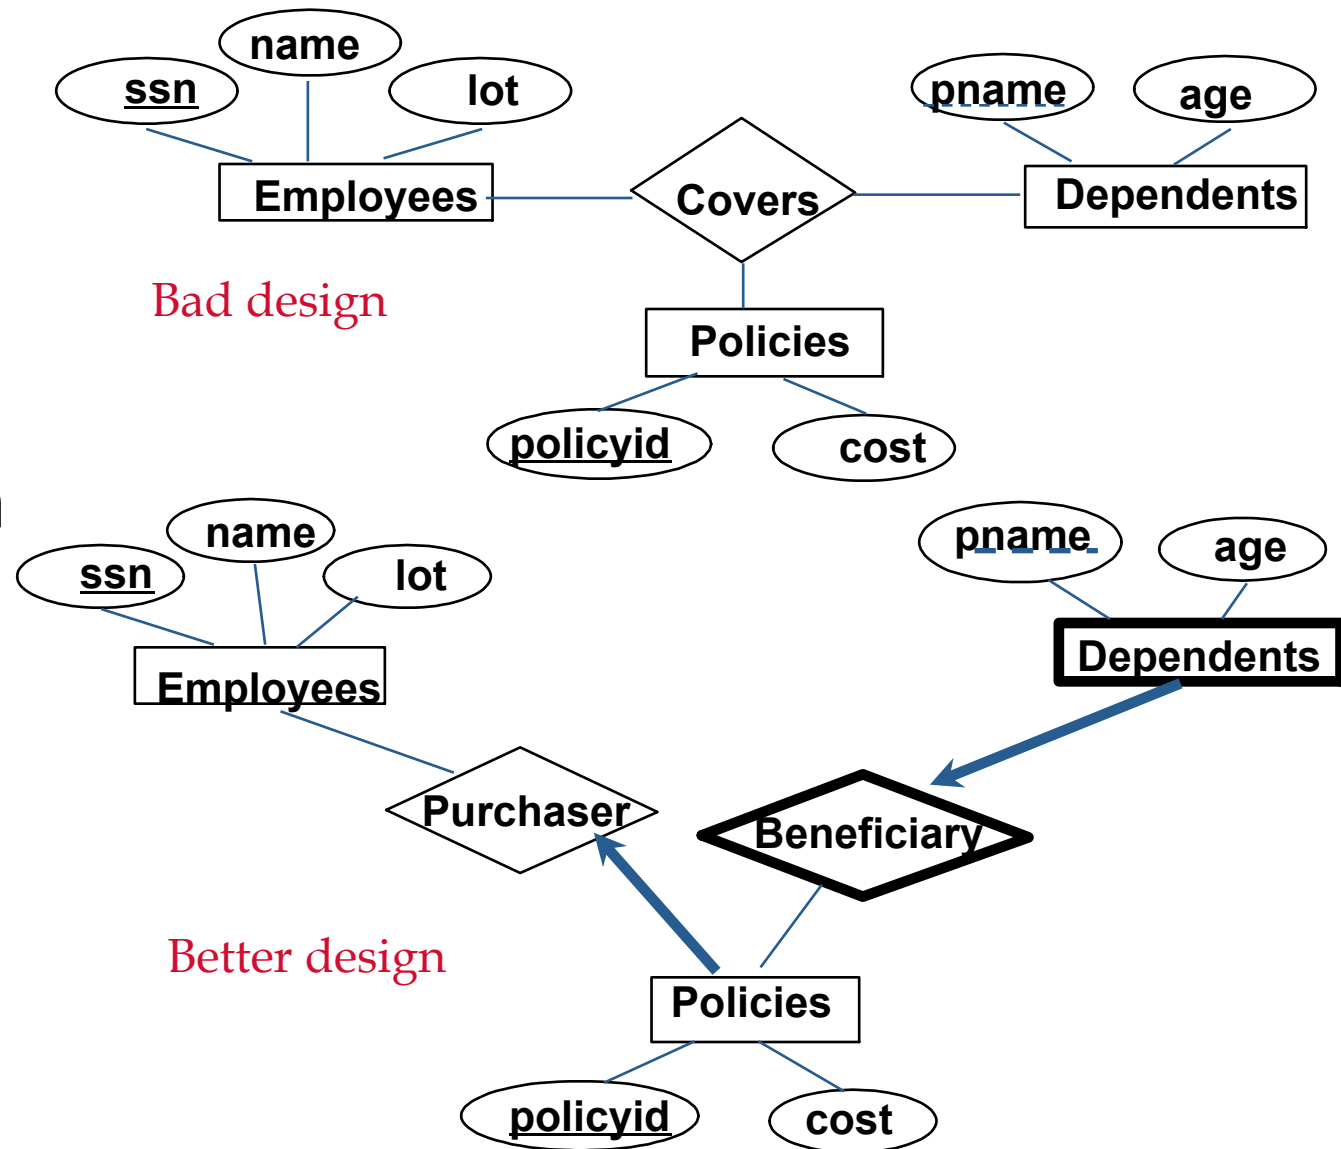 name
ssn
lot
pname
age
Employees
Covers
Dependents
Bad design
Policies
policyid
cost
name
ssn
lot
pname
age
Employees
Dependents
Purchaser
Beneficiary
Better design
Policies
policyid
cost